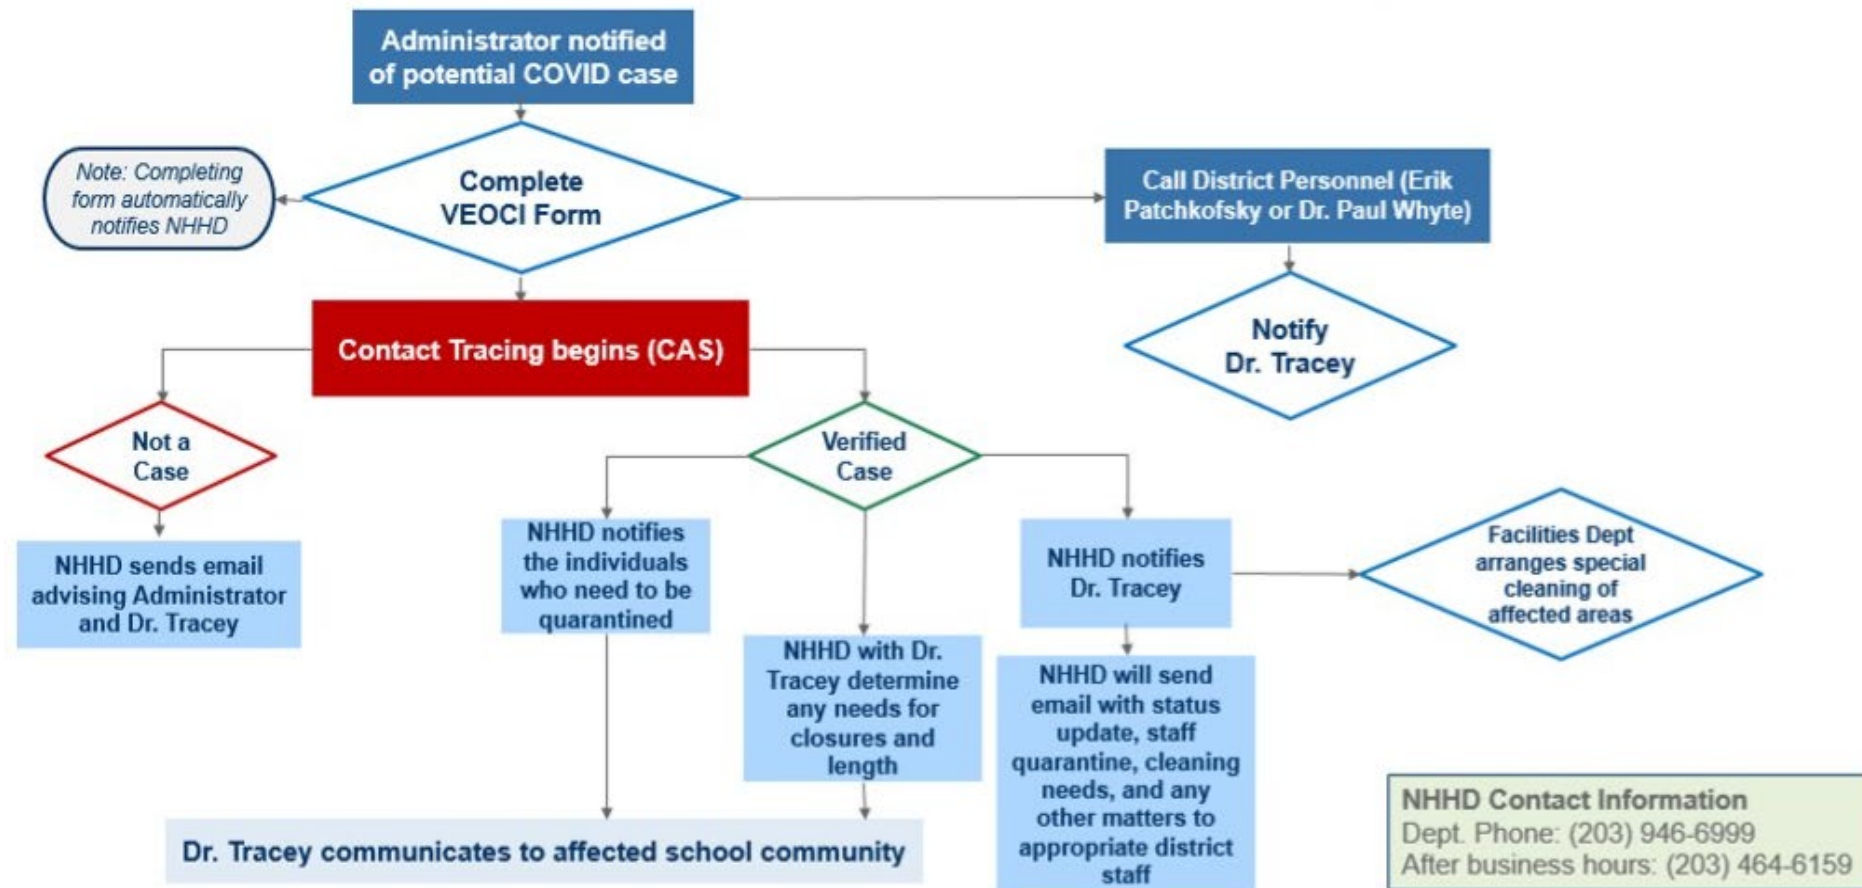 Administrator notified
of potential COVID case
Note: Completing
form automatically
notifies NHHD
Complete
VEOCI Form
Call District Personnel (Erik
Patchkofsky or Dr. Paul Whyte)
Notify
Dr. Tracey
Contact Tracing begins (CAS)
Not a
Case
Verified
Case
NHHD sends email
advising Administrator
and Dr. Tracey
NHHD notifies
the individuals
who need to be
quarantined
NHHD with Dr.
Tracey determine
any needs for
closures and
length
NHHD notifies
Dr. Tracey
Facilities Dept
arranges special
cleaning of
affected areas
NHHD will send
email with status
update, staff
quarantine, cleaning
needs, and any
other matters to
appropriate district
staff
Dr. Tracey communicates to affected school community
NHHD Contact Information
Dept. Phone: (203) 946-6999
After business hours: (203) 464-6159